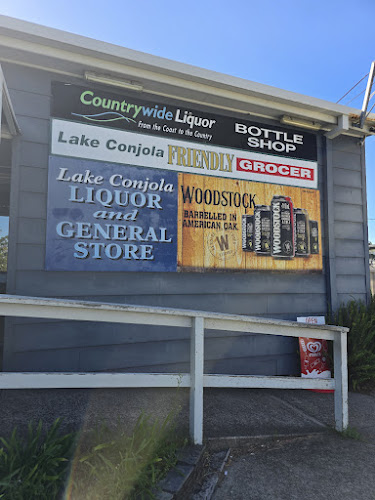 Countrywide Liquor
From the Coast to the Country
BOTTLE
SHOP
Lake Conjola FRIENDLY GROCER
Lake Conjola
LIQUOR
and
GENERAL
STORE
WOODSTOCK
BARRELLED IN
AMERICAN OAK.
W
WOODSTOCK